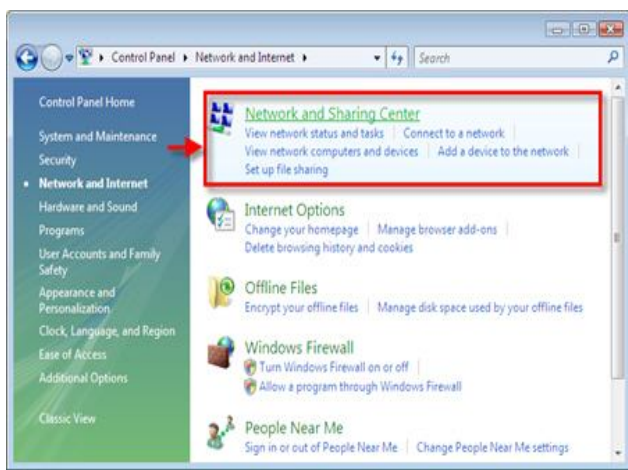 Control Panel Network and Internet Search
Control Panel Home
System and Maintenance
Security
Network and Internet
Hardware and Sound
Programs
User Accounts and Family
Safety
Appearance and
Personalization
Clock, Language, and Region
Ease of Access
Additional Options
Classic View
Network and Sharing Center
View network status and tasks Connect to a network
View network computers and devices Add a device to the network
Set up file sharing
Internet Options
Change your homepage Manage browser add-ons
Delete browsing history and cookies
Offline Files
Encrypt your offline files Manage disk space used by your offline files
Windows Firewall
Turn Windows Firewall on or off
Allow a program through Windows Firewall
People Near Me
Sign in or out of People Near Me Change People Near Me settings